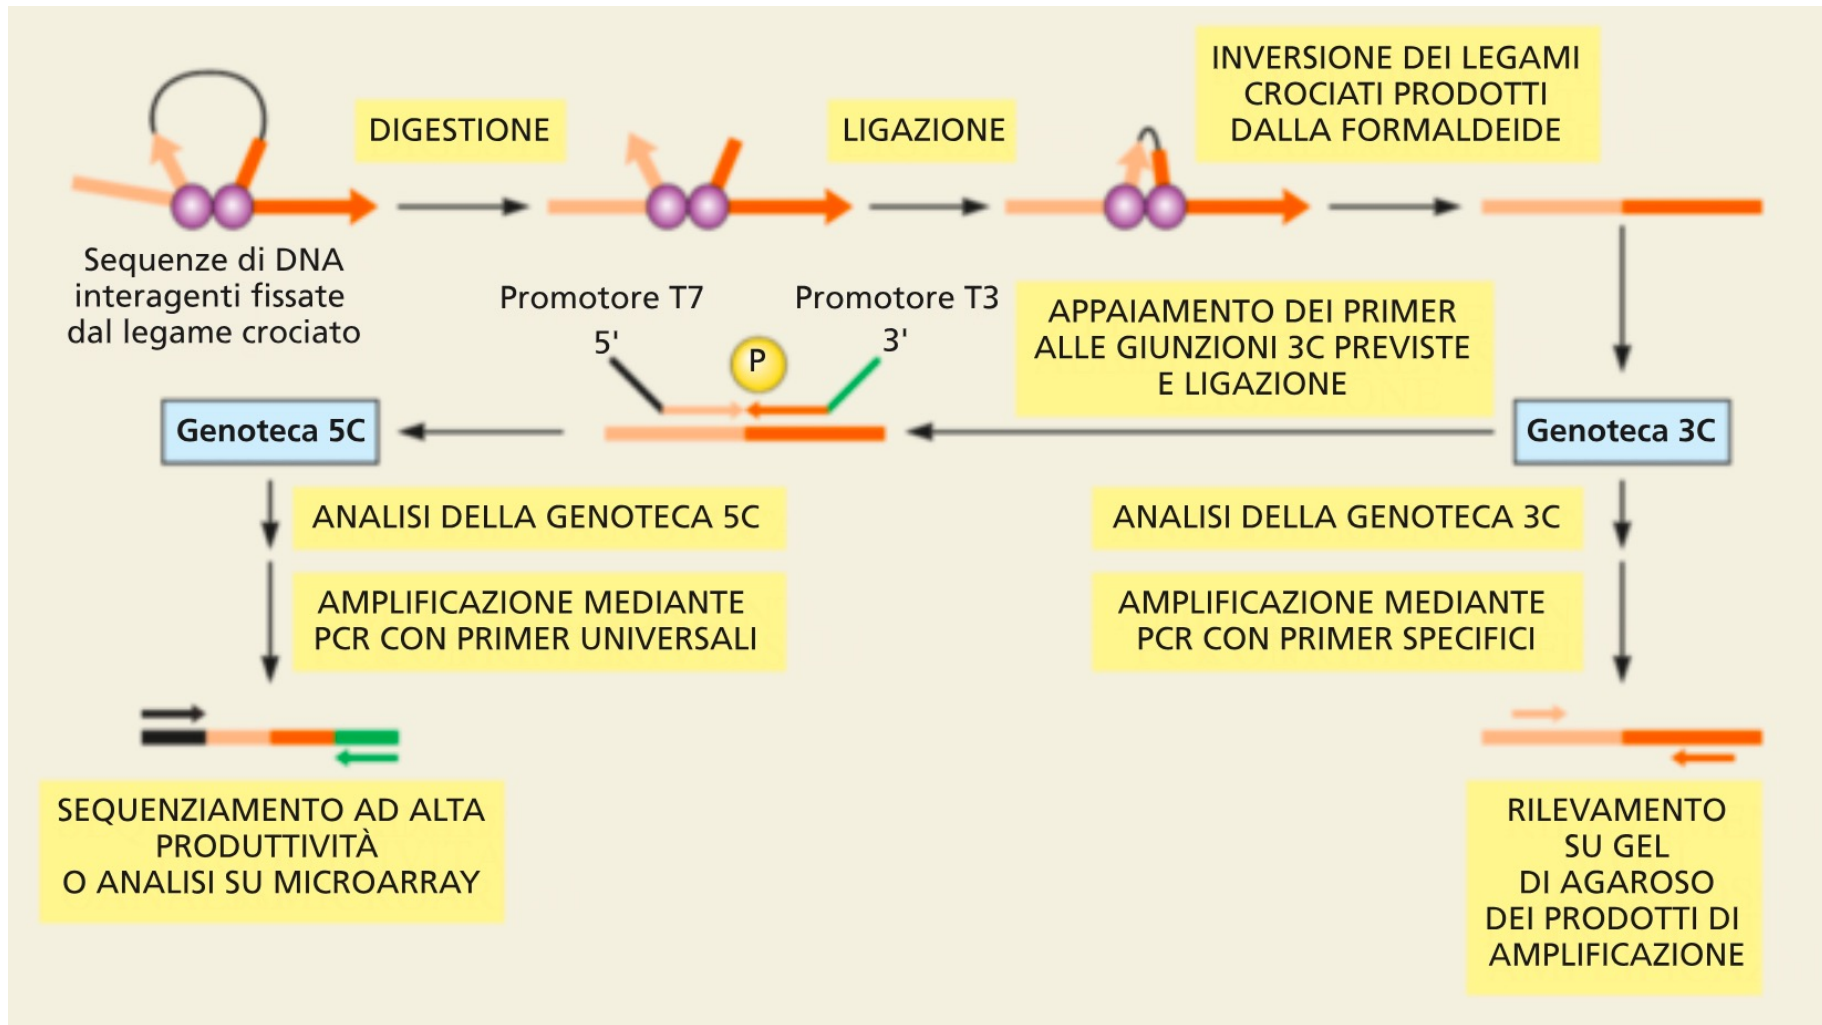 INVERSIONE DEI LEGAMI
CROCIATI PRODOTTI
DALLA FORMALDEIDE
DIGESTIONE
LIGAZIONE
Sequenze di DNA
interagenti fissate
dal legame crociato
Promotore T7
5'
P
Promotore T3
3'
APPAIAMENTO DEI PRIMER
ALLE GIUNZIONI 3C PREVISTE
E LIGAZIONE
Genoteca 5C
Genoteca 3C
ANALISI DELLA GENOTECA 5C
AMPLIFICAZIONE MEDIANTE
PCR CON PRIMER UNIVERSALI
ANALISI DELLA GENOTECA 3C
AMPLIFICAZIONE MEDIANTE
PCR CON PRIMER SPECIFICI
SEQUENZIAMENTO AD ALTA
PRODUTTIVITÀ
O ANALISI SU MICROARRAY
RILEVAMENTO
SU GEL
DI AGAROSO
DEI PRODOTTI DI
AMPLIFICAZIONE